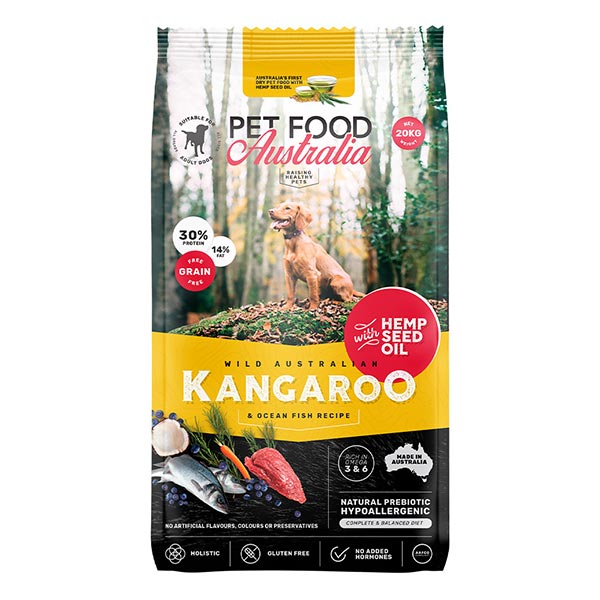 AUSTRALIA'S FIRST
DRY PET FOOD WITH
HEMP SEED OIL
SUITABLE FOR
ADULT DOGS
PET FOOD
Australia
RAISING
HEALTHY
PETS
NET
20KG
WEIGHT
30%
PROTEIN
14%
FAT
FREE
GRAIN
FREE
with
HEMP
SEED
OIL
WILD AUSTRALIAN
KANGAROO
& OCEAN FISH RECIPE
RICH IN
OMEGA
3 & 6
MADE IN
AUSTRALIA
NATURAL PREBIOTIC
HYPOALLERGENIC
COMPLETE & BALANCED DIET
NO ARTIFICIAL FLAVOURS, COLOURS OR PRESERVATIVES
HOLISTIC
GLUTEN FREE
NO ADDED
HORMONES
AAFCO